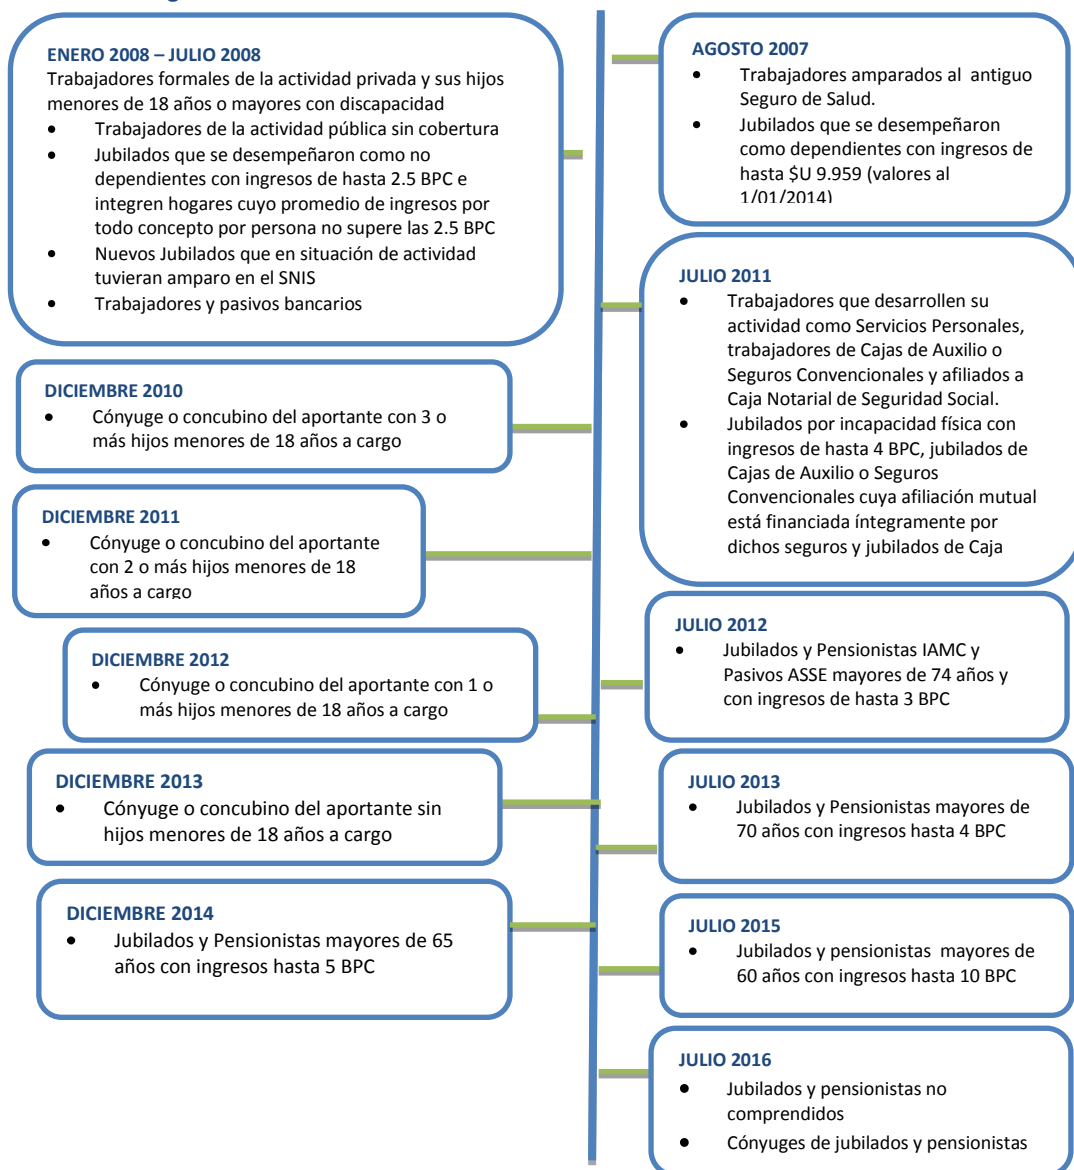 ENERO 2008 – JULIO 2008
Trabajadores formales de la actividad privada y sus hijos
menores de 18 años o mayores con discapacidad
• Trabajadores de la actividad pública sin cobertura
• Jubilados que se desempeñaron como no
dependientes con ingresos de hasta 2.5 BPC e
integren hogares cuyo promedio de ingresos por
todo concepto por persona no supere las 2.5 BPC
• Nuevos Jubilados que en situación de actividad
tuvieran amparo en el SNIS
• Trabajadores y pasivos bancarios
AGOSTO 2007
• Trabajadores amparados al antiguo
Seguro de Salud.
• Jubilados que se desempeñaron
como dependientes con ingresos de
hasta $U 9.959 (valores al
1/01/2014)
JULIO 2011
• Trabajadores que desarrollen su
actividad como Servicios Personales,
trabajadores de Cajas de Auxilio o
Seguros Convencionales y afiliados a
Caja Notarial de Seguridad Social.
• Jubilados por incapacidad física con
ingresos de hasta 4 BPC, jubilados de
Cajas de Auxilio o Seguros
Convencionales cuya afiliación mutual
está financiada íntegramente por
dichos seguros y jubilados de Caja
DICIEMBRE 2010
• Cónyuge o concubino del aportante con 3 o
más hijos menores de 18 años a cargo
DICIEMBRE 2011
• Cónyuge o concubino del aportante
con 2 o más hijos menores de 18
años a cargo
JULIO 2012
• Jubilados y Pensionistas IAMC y
Pasivos ASSE mayores de 74 años y
con ingresos de hasta 3 BPC
DICIEMBRE 2012
• Cónyuge o concubino del aportante con 1 o
más hijos menores de 18 años a cargo
DICIEMBRE 2013
• Cónyuge o concubino del aportante sin
hijos menores de 18 años a cargo
JULIO 2013
• Jubilados y Pensionistas mayores de
70 años con ingresos hasta 4 BPC
DICIEMBRE 2014
• Jubilados y Pensionistas mayores de 65
años con ingresos hasta 5 BPC
JULIO 2015
• Jubilados y pensionistas mayores de
60 años con ingresos hasta 10 BPC
JULIO 2016
• Jubilados y pensionistas no
comprendidos
• Cónyuges de jubilados y pensionistas